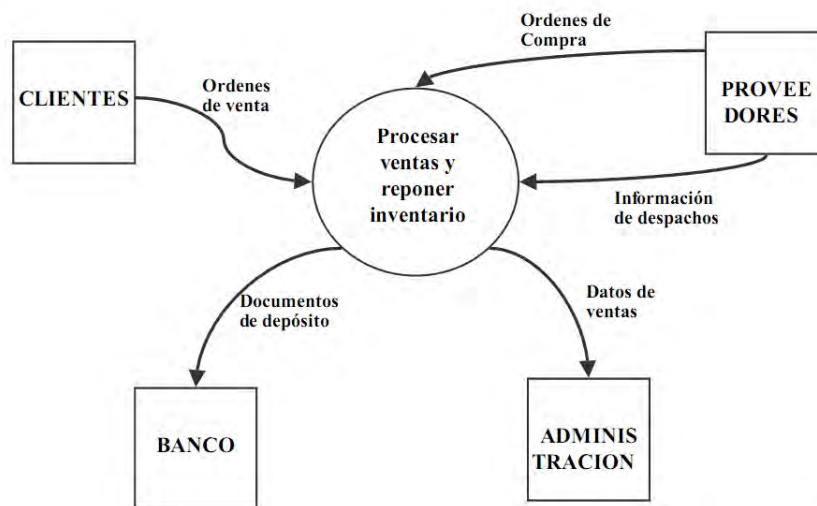 Ordenes de
Compra
CLIENTES
Ordenes
de venta
PROVEE
DORES
Procesar
ventas y
reponer
inventario
Información
de despachos
Documentos
de depósito
Datos de
ventas
BANCO
ADMINIS
TRACION